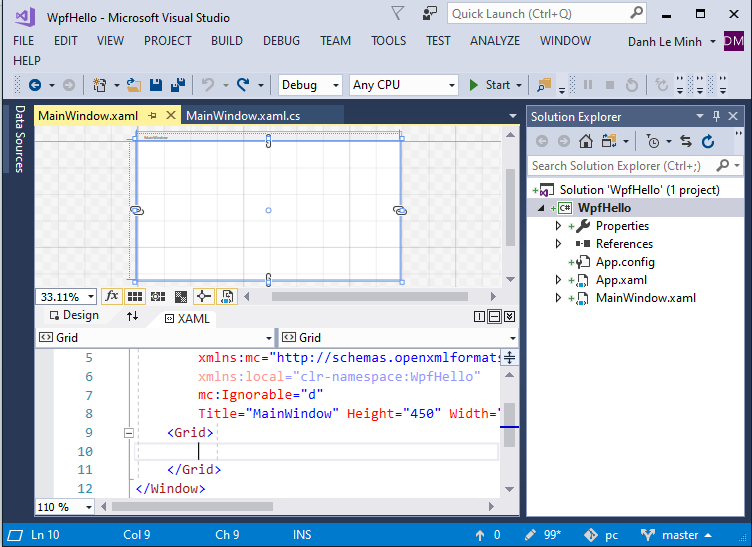 WpfHello - Microsoft Visual Studio
Quick Launch (Ctrl+Q)
FILE EDIT VIEW PROJECT BUILD DEBUG TEAM TOOLS TEST ANALYZE WINDOW Danh Le Minh DM
HELP
Debug Any CPU Start
Data Sources
MainWindow.xaml MainWindow.xaml.cs
MainWindow
33.11% fx
Design XAML
Grid Grid
5 xmlns:mc="http://schemas.openxmlformats
6 xmlns:local="clr-namespace:WpfHello"
7 mc:Ignorable="d"
8 Title="MainWindow" Height="450" Width="
9 <Grid>
10
11 </Grid>
12 </Window>
110 %
Solution Explorer
Search Solution Explorer (Ctrl+;)
Solution 'WpfHello' (1 project)
C# WpfHello
Properties
References
App.config
App.xaml
MainWindow.xaml
Ln 10 Col 9 Ch 9 INS 0 99* pc master